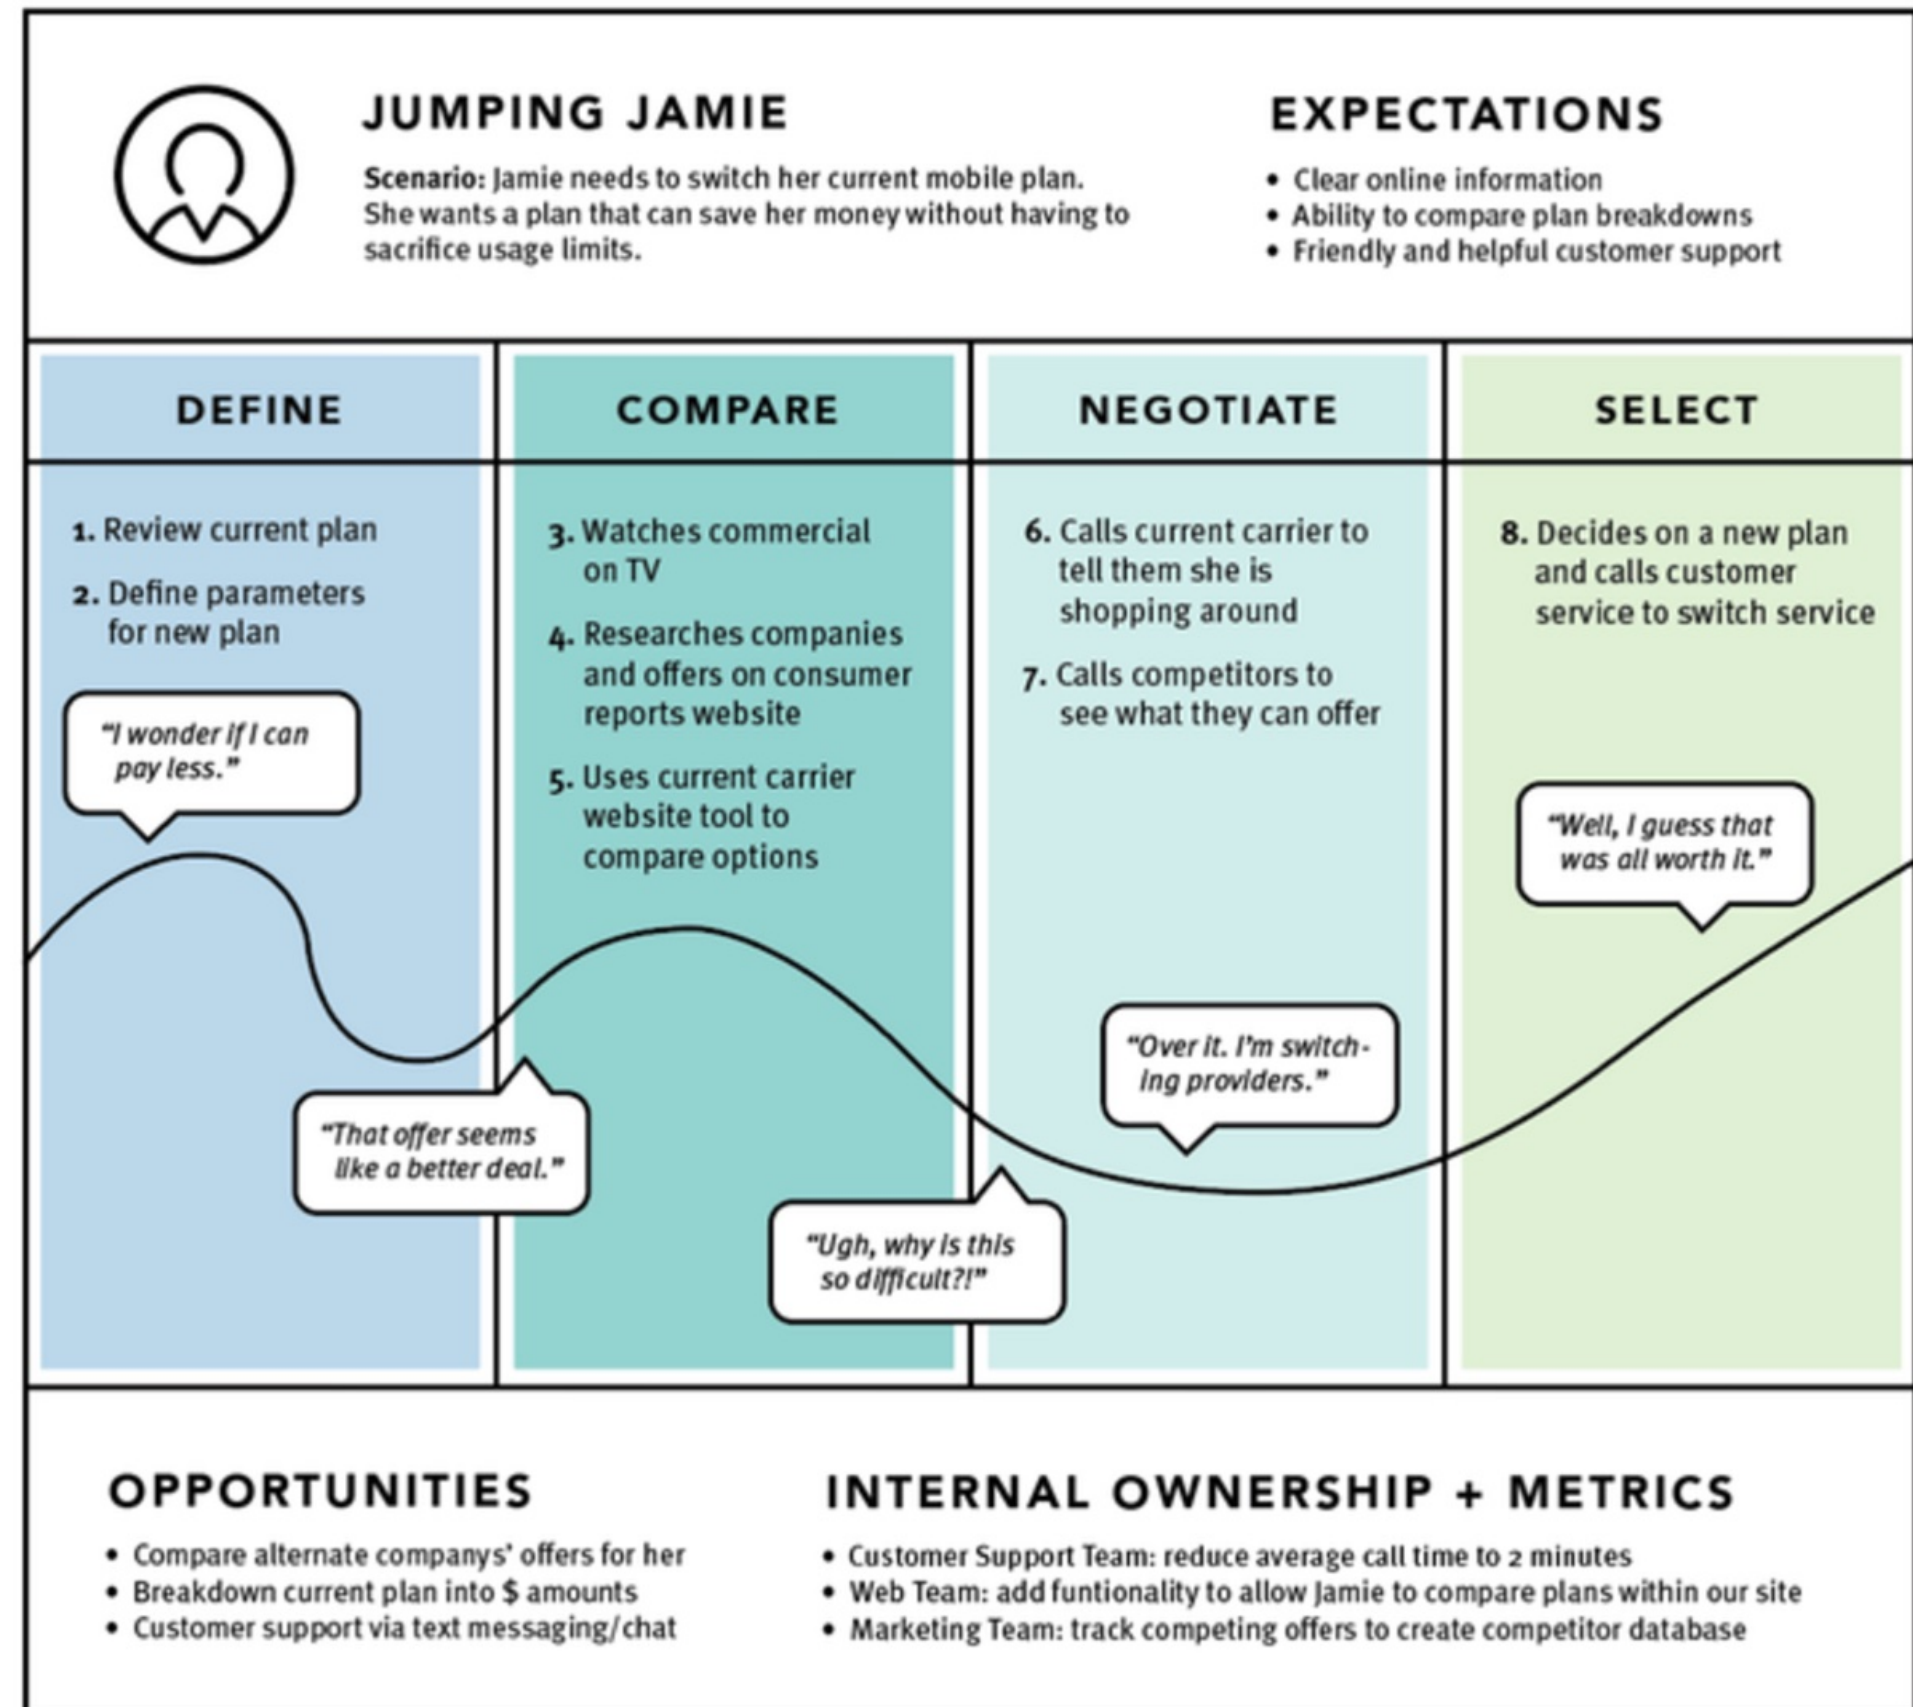 JUMPING JAMIE
Scenario: Jamie needs to switch her current mobile plan.
She wants a plan that can save her money without having to
sacrifice usage limits.
EXPECTATIONS
• Clear online information
• Ability to compare plan breakdowns
• Friendly and helpful customer support
DEFINE
1. Review current plan
2. Define parameters
for new plan
"I wonder if I can
pay less."
COMPARE
3. Watches commercial
on TV
4. Researches companies
and offers on consumer
reports website
5. Uses current carrier
website tool to
compare options
"That offer seems
like a better deal."
NEGOTIATE
6. Calls current carrier to
tell them she is
shopping around
7. Calls competitors to
see what they can offer
"Ugh, why is this
so difficult?!"
"Over it. I'm switch-
ing providers."
SELECT
8. Decides on a new plan
and calls customer
service to switch service
"Well, I guess that
was all worth it."
OPPORTUNITIES
• Compare alternate companys' offers for her
• Breakdown current plan into $ amounts
• Customer support via text messaging/chat
INTERNAL OWNERSHIP + METRICS
• Customer Support Team: reduce average call time to 2 minutes
• Web Team: add funtionality to allow Jamie to compare plans within our site
• Marketing Team: track competing offers to create competitor database